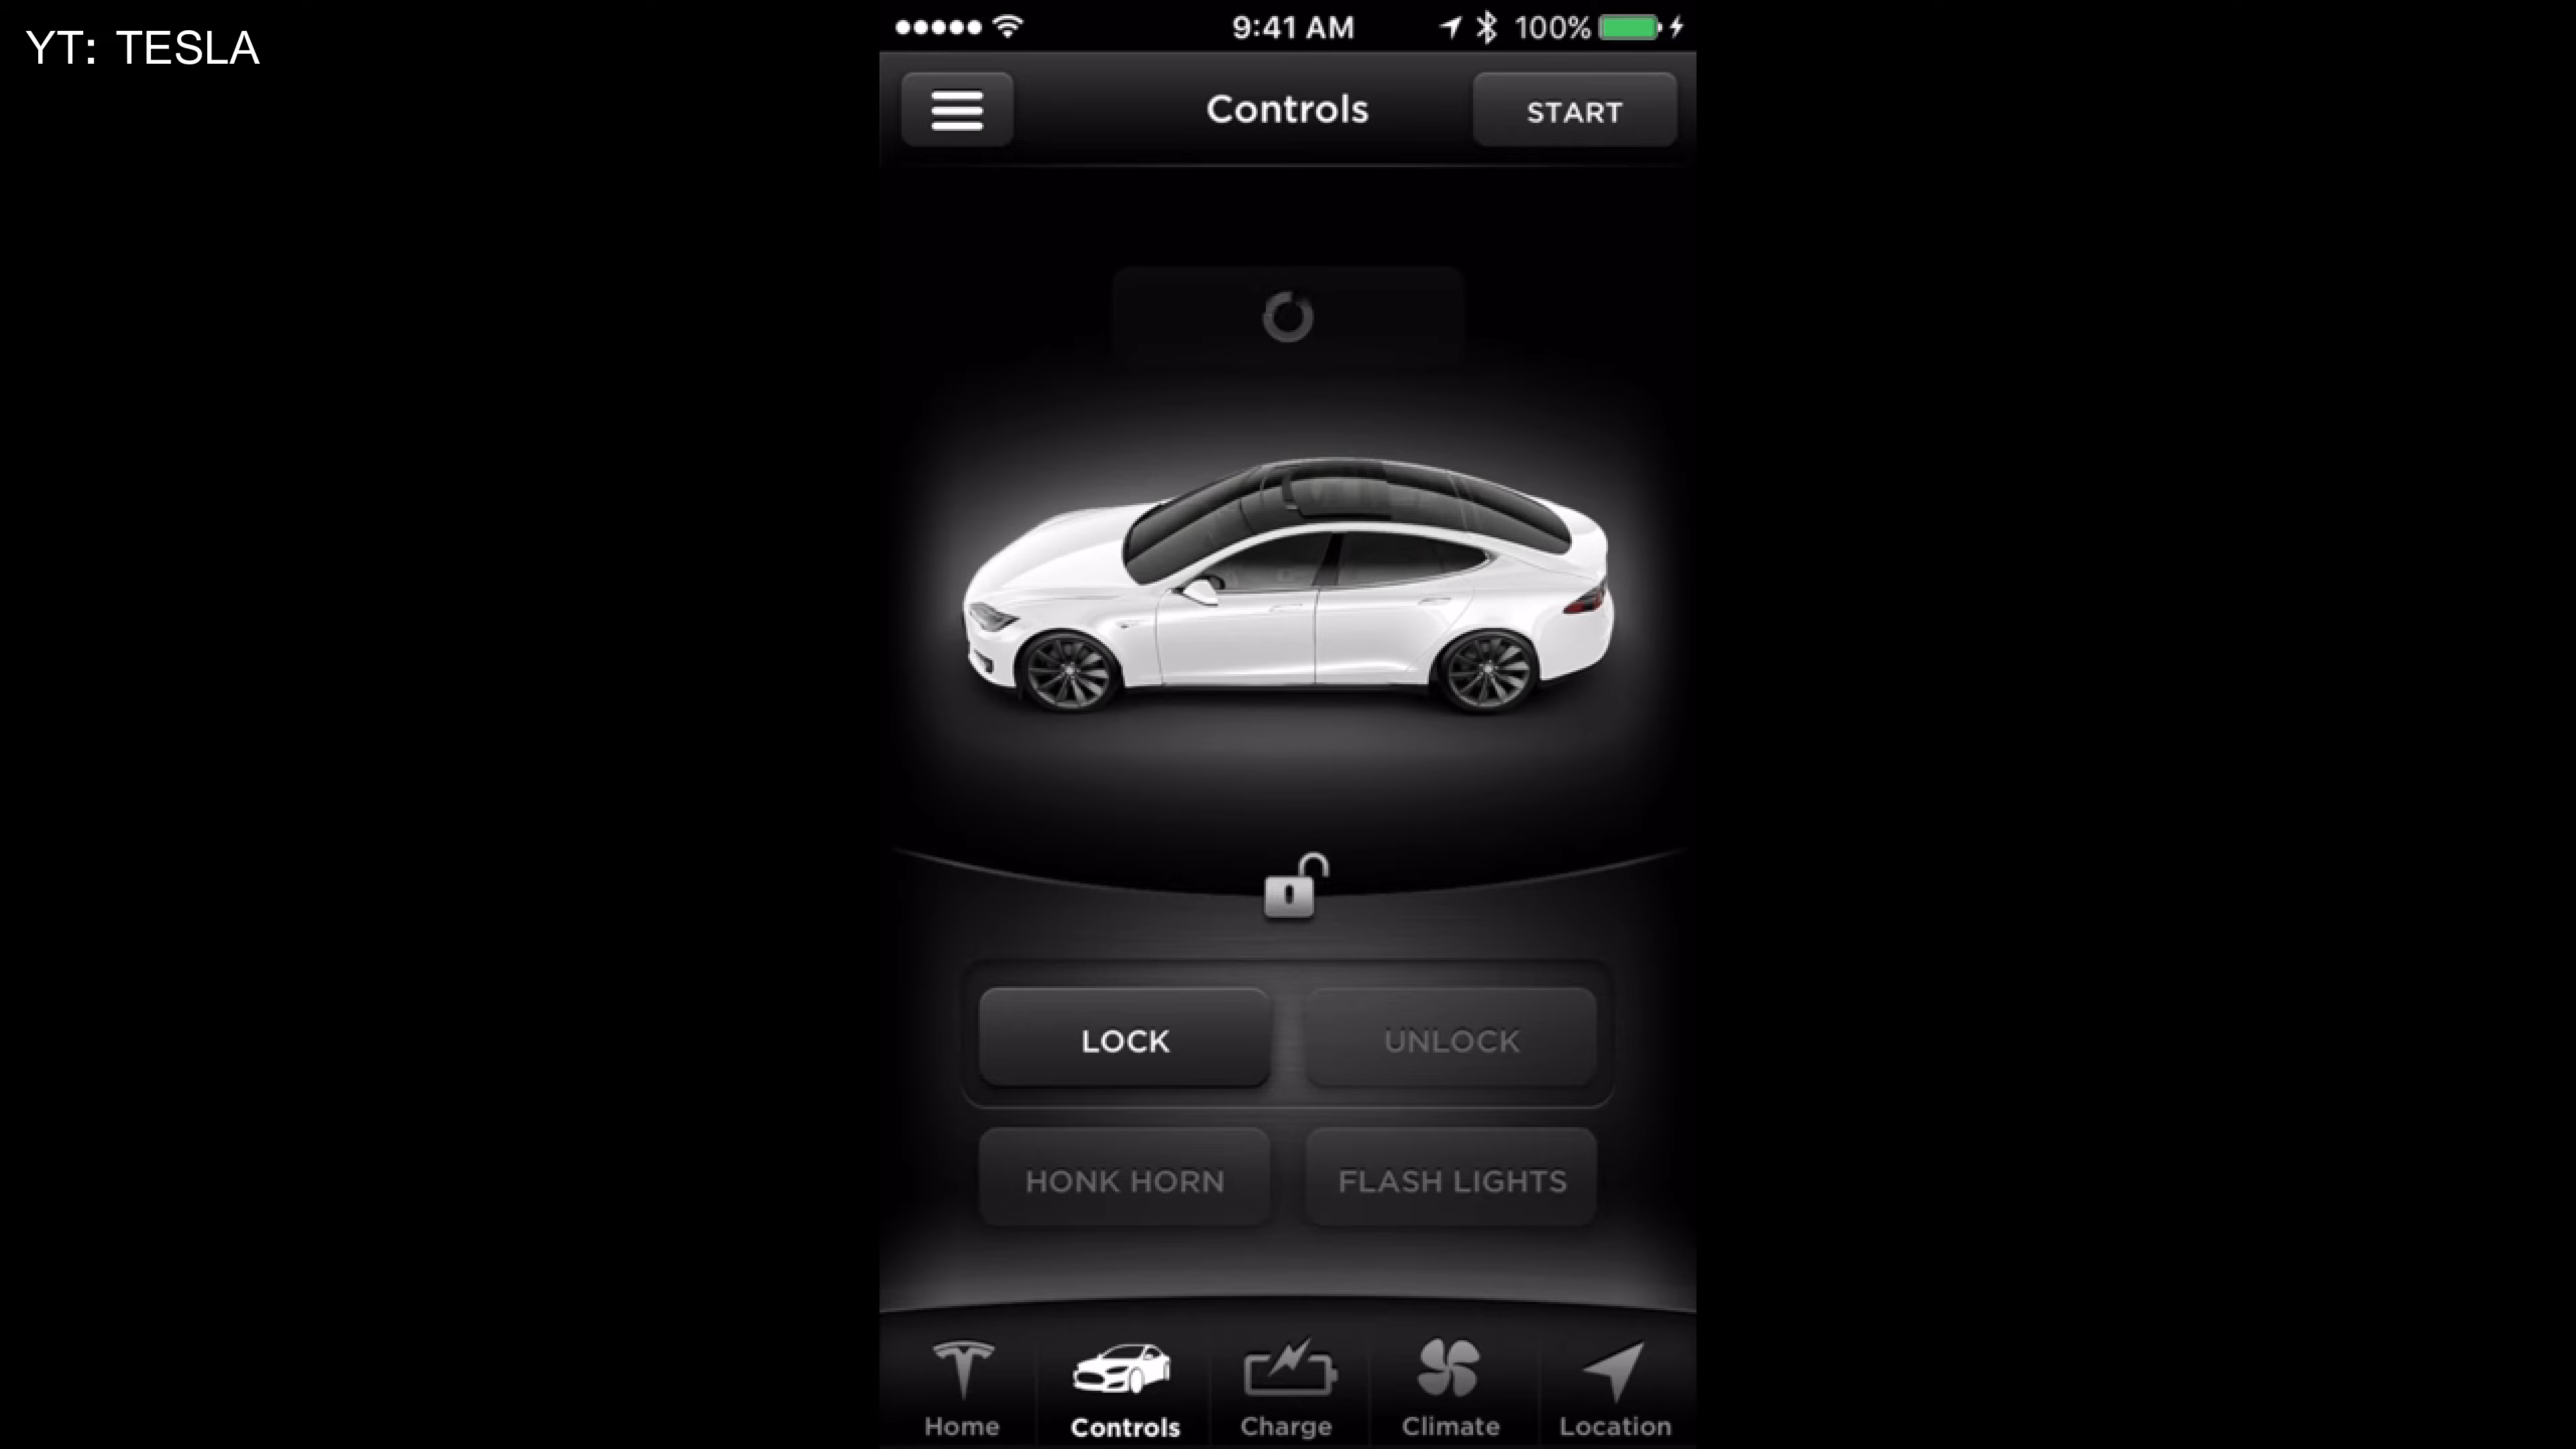 YT: TESLA
9:41 AM
100%
Controls
START
LOCK
UNLOCK
HONK HORN
FLASH LIGHTS
Home
Controls
Charge
Climate
Location